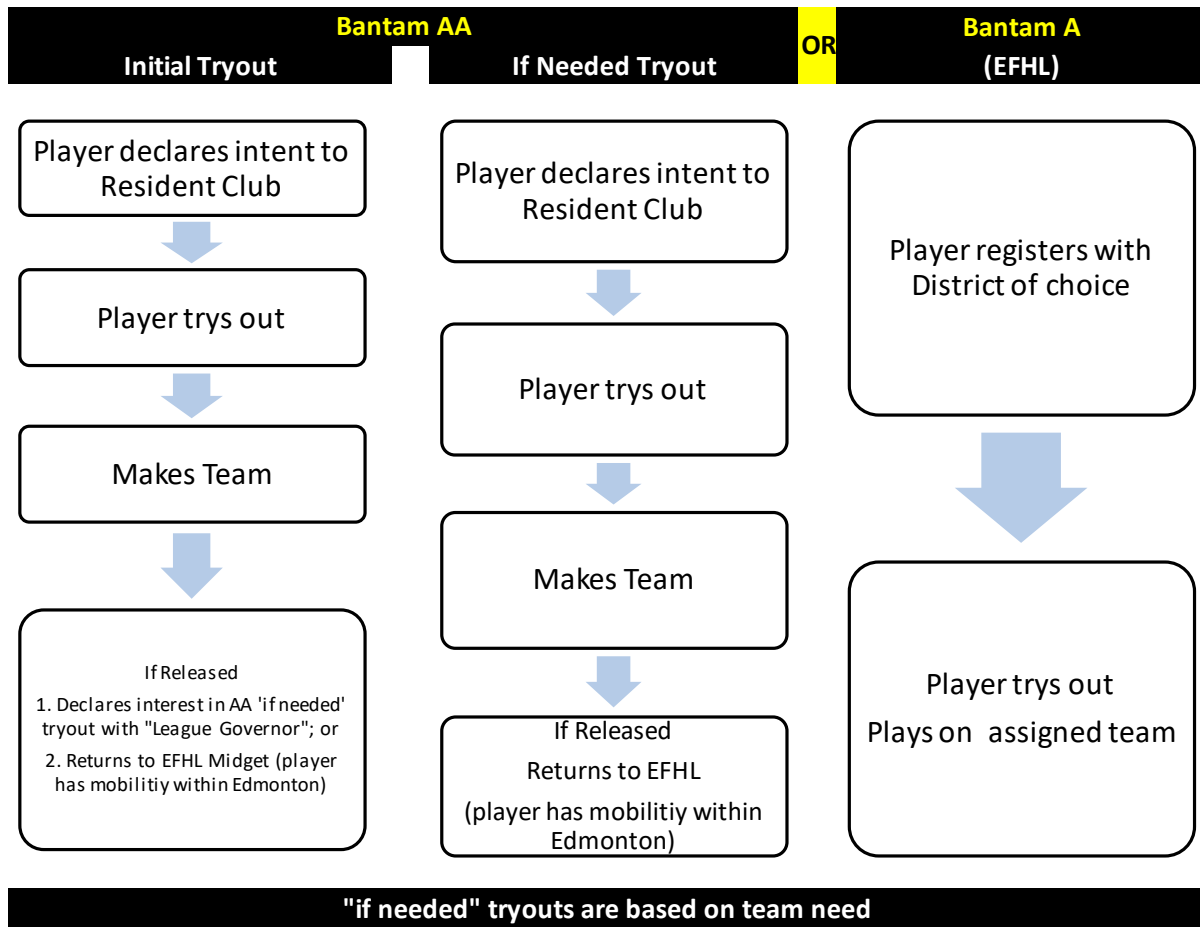 Bantam AA
Initial Tryout
If Needed Tryout
OR
Bantam A
(EFHL)
Player declares intent to
Resident Club
Player trys out
Makes Team
If Released
1. Declares interest in AA 'if needed'
tryout with "League Governor"; or
2. Returns to EFHL Midget (player
has mobilitiy within Edmonton)
Player declares intent to
Resident Club
Player trys out
Makes Team
If Released
Returns to EFHL
(player has mobilitiy within
Edmonton)
Player registers with
District of choice
Player trys out
Plays on assigned team
"if needed" tryouts are based on team need